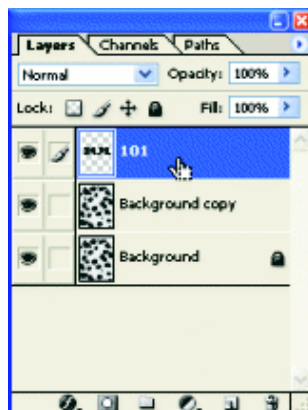 Layers Channels Paths
Normal Opacity: 100%
Lock: Fill: 100%
101
Background copy
Background